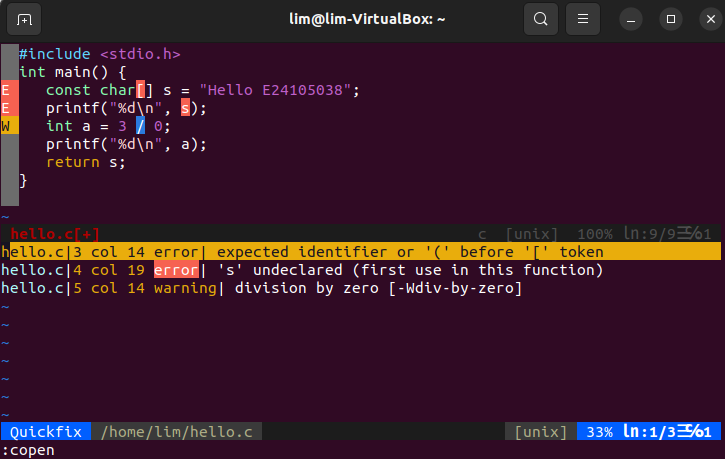 lim@lim-VirtualBox: ~
#include <stdio.h>
int main() {
E const char[] s = "Hello E24105038";
E printf("%d\n", s);
W int a = 3 / 0;
printf("%d\n", a);
return s;
}
~
hello.c[+] c [unix] 100% ln:9/9☰℅1
hello.c|3 col 14 error| expected identifier or '(' before '[' token
hello.c|4 col 19 error| 's' undeclared (first use in this function)
hello.c|5 col 14 warning| division by zero [-Wdiv-by-zero]
~
~
~
~
~
~
~
Quickfix /home/lim/hello.c [unix] 33% ln:1/3☰℅1
:copen